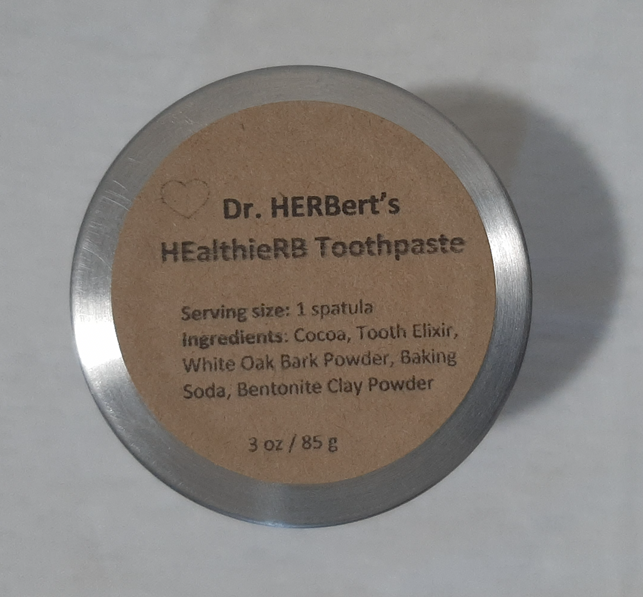 Dr. HERBert's
HEalthieRB Toothpaste
Serving size: 1 spatula
Ingredients: Cocoa, Tooth Elixir,
White Oak Bark Powder, Baking
Soda, Bentonite Clay Powder
3 oz / 85 g